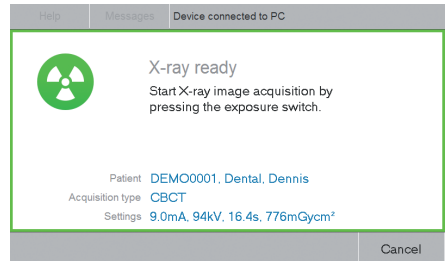 Help Messages Device connected to PC
X-ray ready
Start X-ray image acquisition by
pressing the exposure switch.
Patient DEMO0001, Dental, Dennis
Acquisition type CBCT
Settings 9.0mA, 94kV, 16.4s, 776mGycm²
Cancel